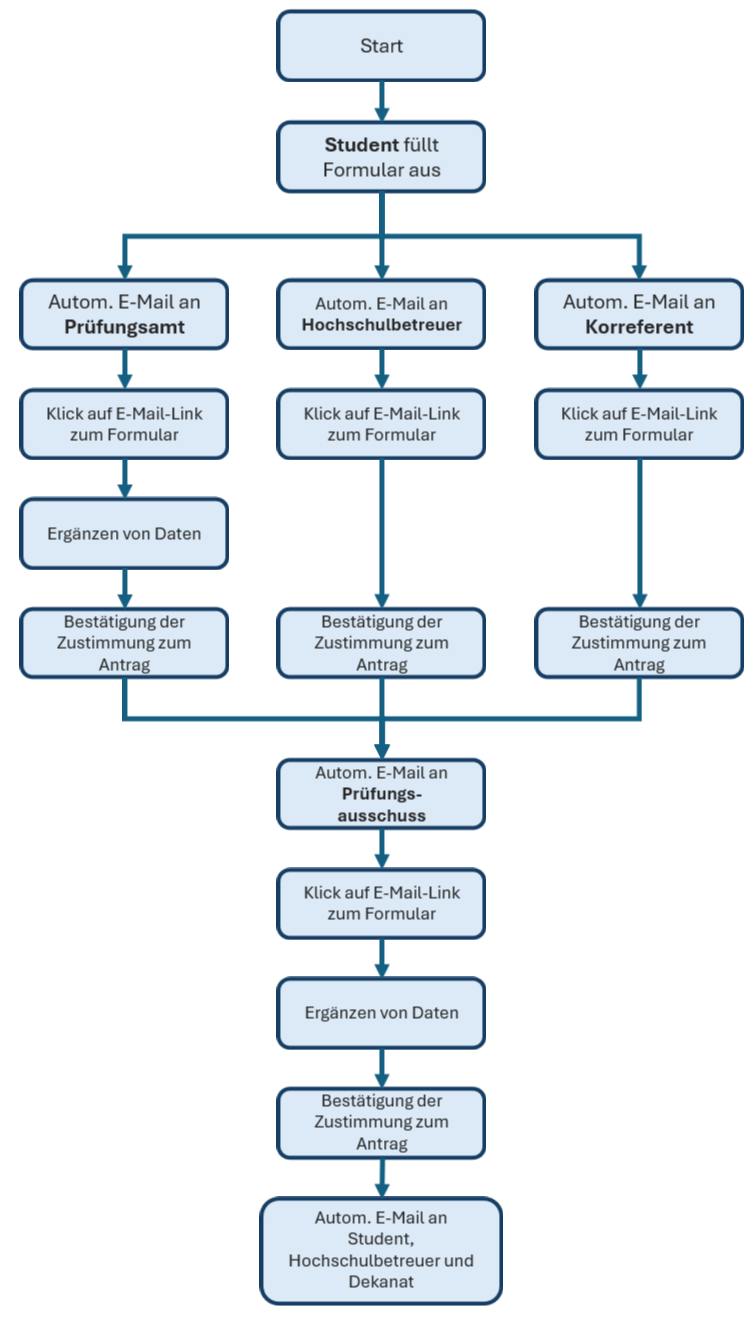 Start
Student füllt
Formular aus
Autom. E-Mail an
Prüfungsamt
Autom. E-Mail an
Hochschulbetreuer
Autom. E-Mail an
Korreferent
Klick auf E-Mail-Link
zum Formular
Klick auf E-Mail-Link
zum Formular
Klick auf E-Mail-Link
zum Formular
Ergänzen von Daten
Bestätigung der
Zustimmung zum
Antrag
Bestätigung der
Zustimmung zum
Antrag
Bestätigung der
Zustimmung zum
Antrag
Autom. E-Mail an
Prüfungs-
ausschuss
Klick auf E-Mail-Link
zum Formular
Ergänzen von Daten
Bestätigung der
Zustimmung zum
Antrag
Autom. E-Mail an
Student,
Hochschulbetreuer und
Dekanat